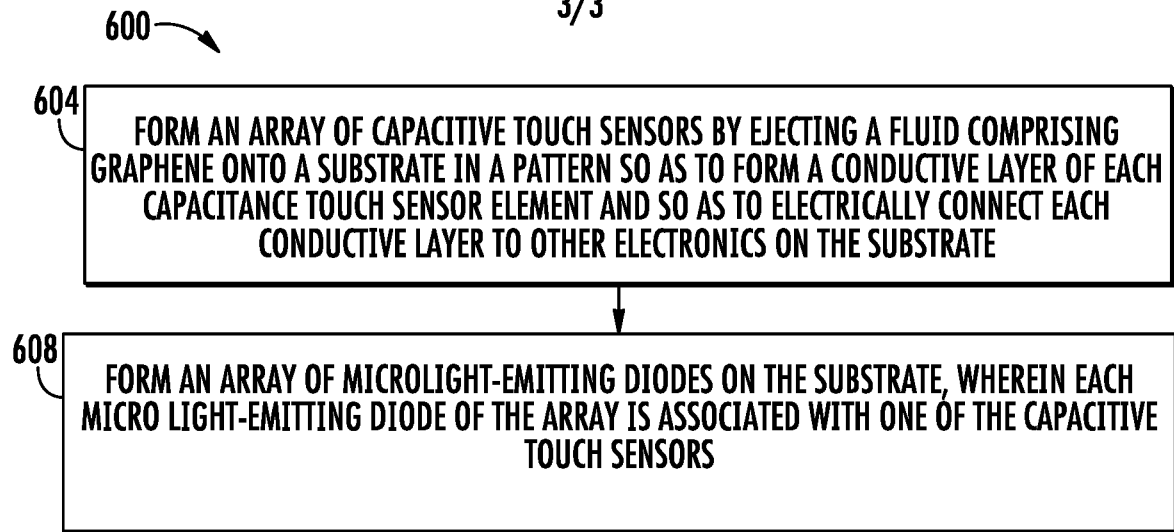 3/3
600
604
FORM AN ARRAY OF CAPACITIVE TOUCH SENSORS BY EJECTING A FLUID COMPRISING
GRAPHENE ONTO A SUBSTRATE IN A PATTERN SO AS TO FORM A CONDUCTIVE LAYER OF EACH
CAPACITANCE TOUCH SENSOR ELEMENT AND SO AS TO ELECTRICALLY CONNECT EACH
CONDUCTIVE LAYER TO OTHER ELECTRONICS ON THE SUBSTRATE
608
FORM AN ARRAY OF MICROLIGHT-EMITTING DIODES ON THE SUBSTRATE, WHEREIN EACH
MICRO LIGHT-EMITTING DIODE OF THE ARRAY IS ASSOCIATED WITH ONE OF THE CAPACITIVE
TOUCH SENSORS